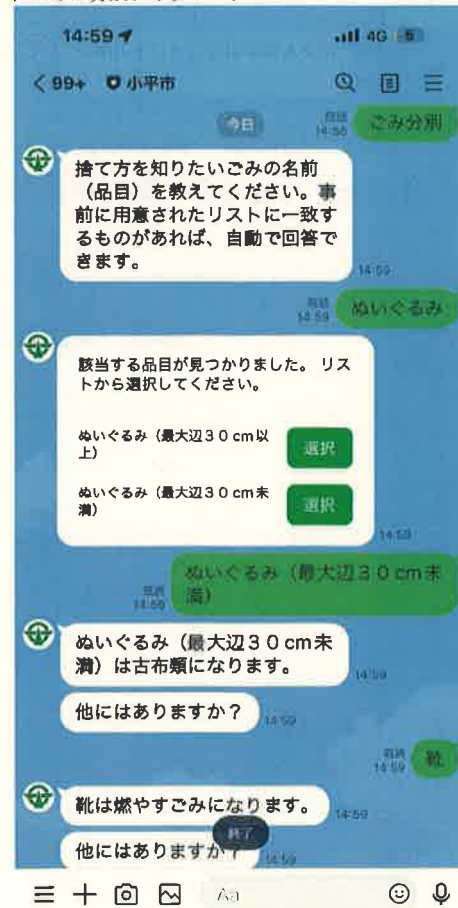 14:59
4G 5
99+ 小平市
今日
既読
14:58 ごみ分別
捨て方を知りたいごみの名前
(品目)を教えてください。事
前に用意されたリストに一致す
るものがあれば、自動で回答で
きます。
14:59
既読
14:59 ぬいぐるみ
該当する品目が見つかりました。 リス
トから選択してください。
ぬいぐるみ(最大辺30cm以
上)
選択
ぬいぐるみ(最大辺30cm未
満)
選択
14:59
ぬいぐるみ(最大辺30cm未
満)
既読
14:59
ぬいぐるみ(最大辺30cm未
満)は古布類になります。
14:59
他にはありますか?
14:59
既読
14:59 靴
靴は燃やすごみになります。
14:59
終了
他にはありますか?
14:59
Aa